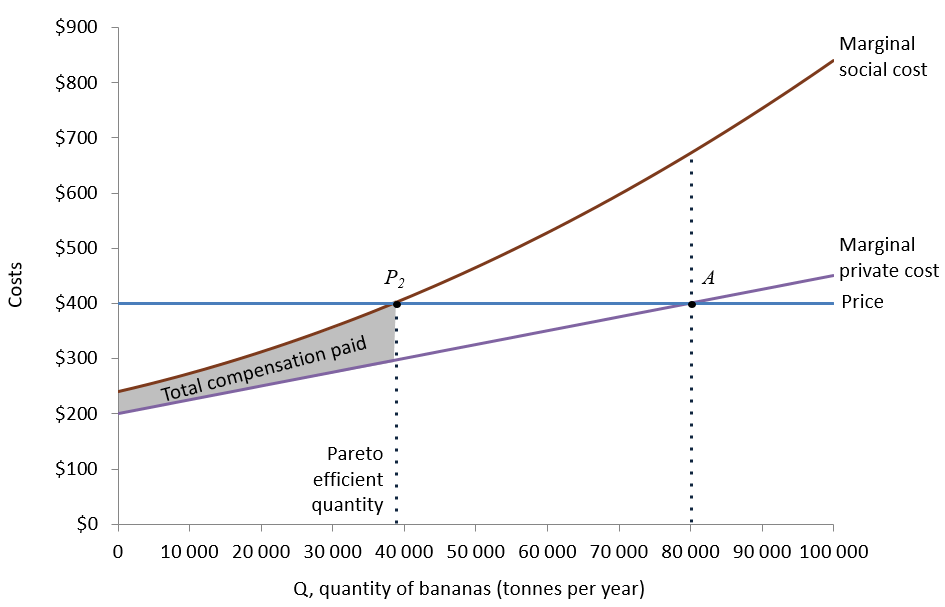 $900
$800
$700
$600
$500
$400
$300
$200
$100
$0
Costs
Marginal
social cost
Marginal
private cost
Price
P2
A
Total compensation paid
Pareto
efficient
quantity
0
10 000
20 000
30 000
40 000
50 000
60 000
70 000
80 000
90 000
100 000
Q, quantity of bananas (tonnes per year)